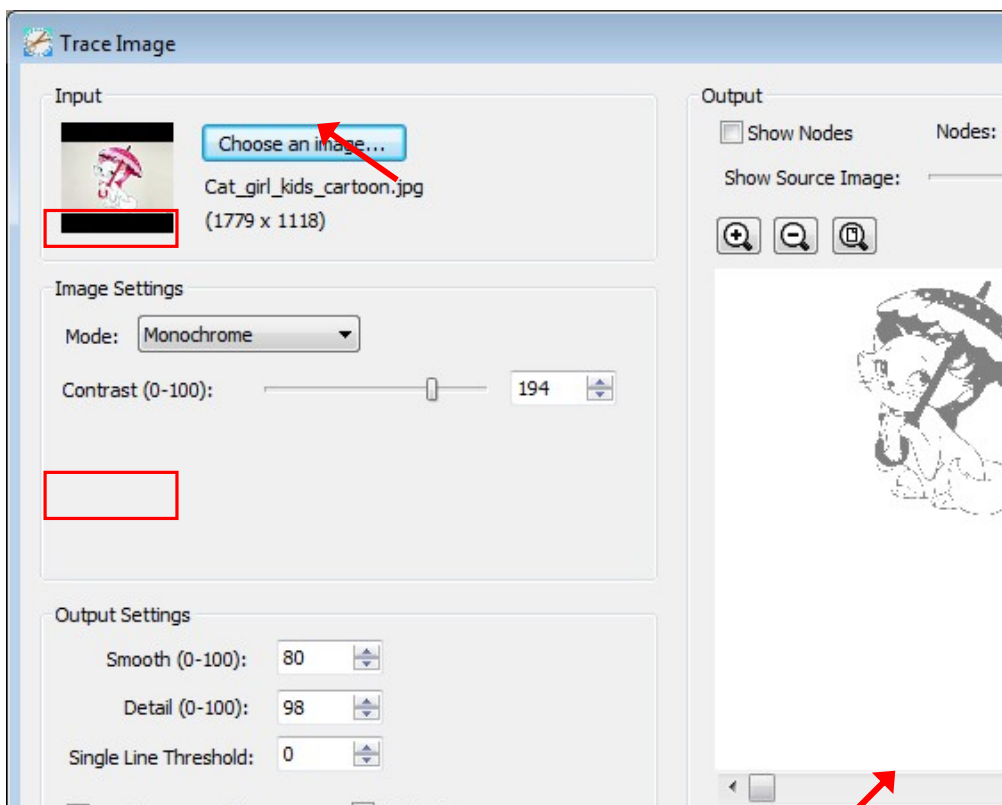 Trace Image
Input
Choose an image...
Cat_girl_kids_cartoon.jpg
(1779 x 1118)
Image Settings
Mode: Monochrome
Contrast (0-100): 194
Output Settings
Smooth (0-100): 80
Detail (0-100): 98
Single Line Threshold: 0
Output
Show Nodes Nodes:
Show Source Image: